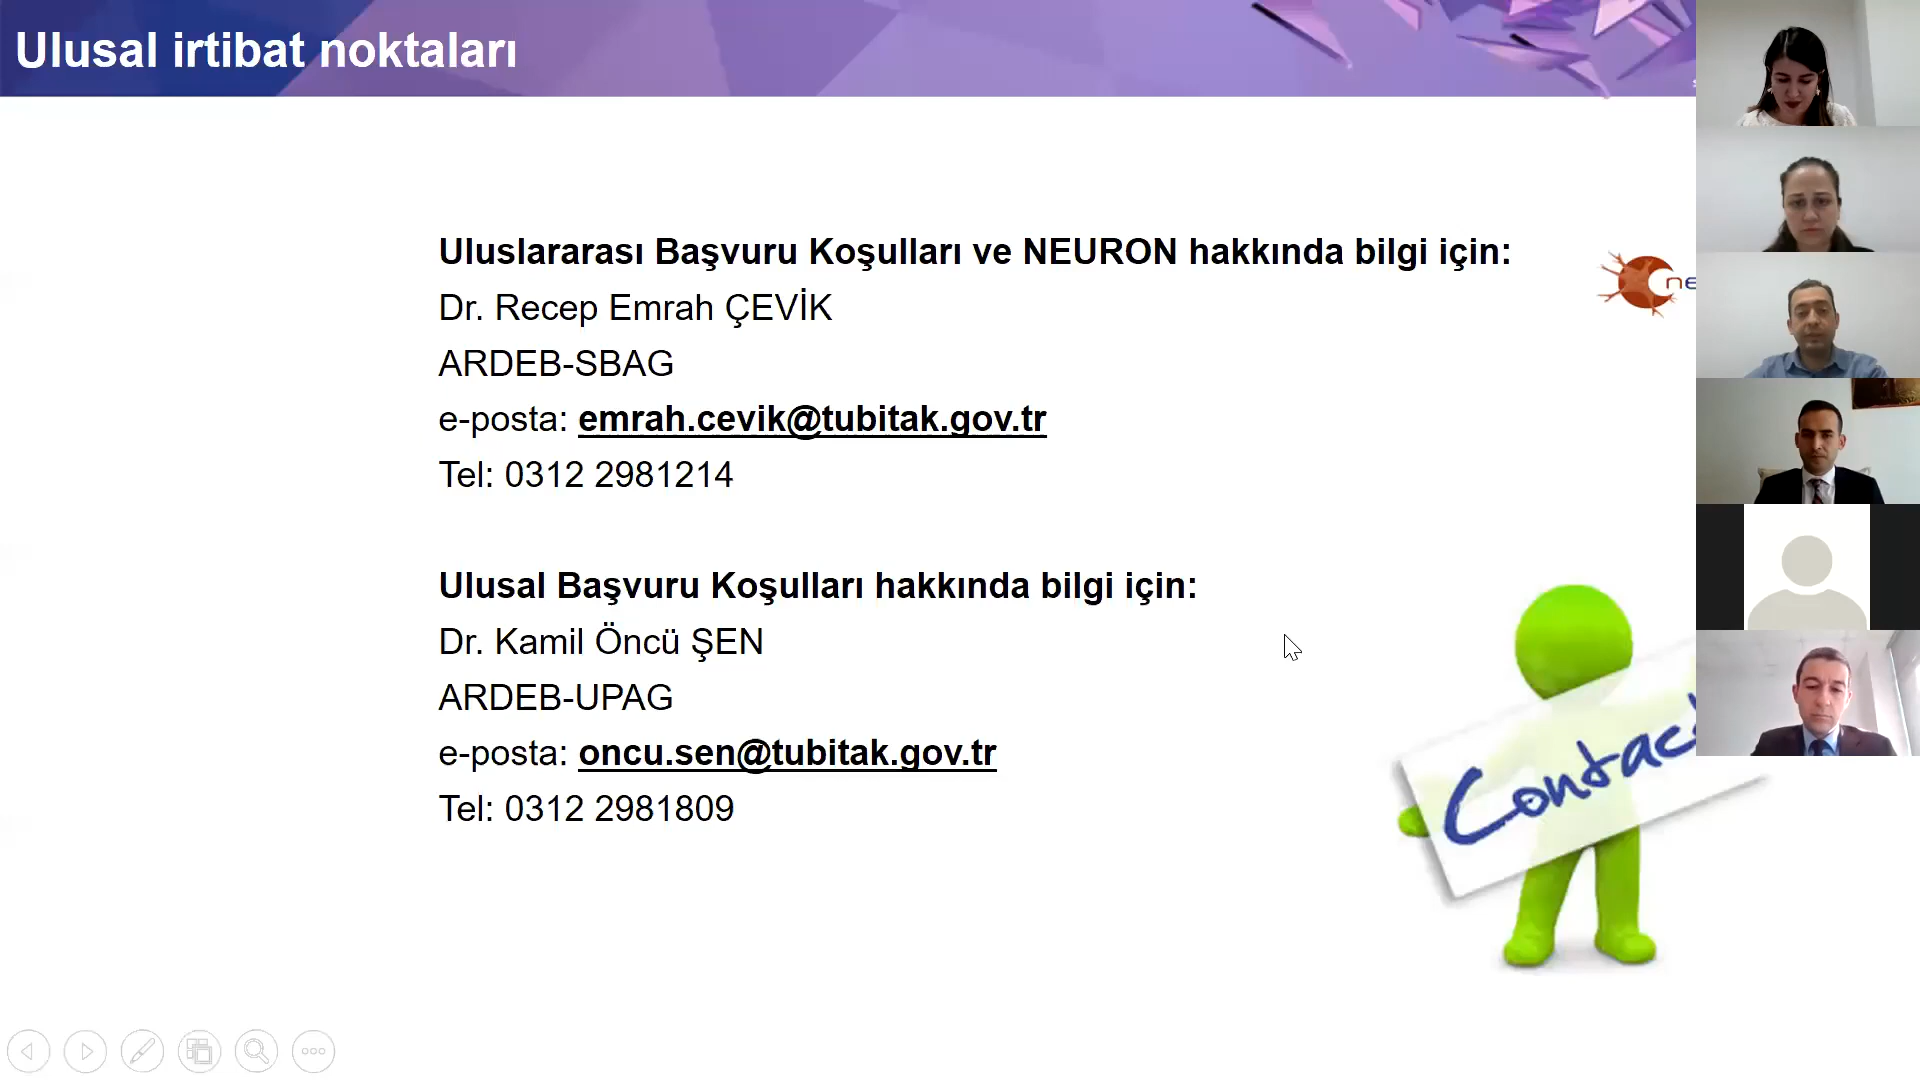 Ulusal irtibat noktaları
Uluslararası Başvuru Koşulları ve NEURON hakkında bilgi için:
Dr. Recep Emrah ÇEVİK
ARDEB-SBAG
e-posta: emrah.cevik@tubitak.gov.tr
Tel: 0312 2981214
Ulusal Başvuru Koşulları hakkında bilgi için:
Dr. Kamil Öncü ŞEN
ARDEB-UPAG
e-posta: oncu.sen@tubitak.gov.tr
Tel: 0312 2981809